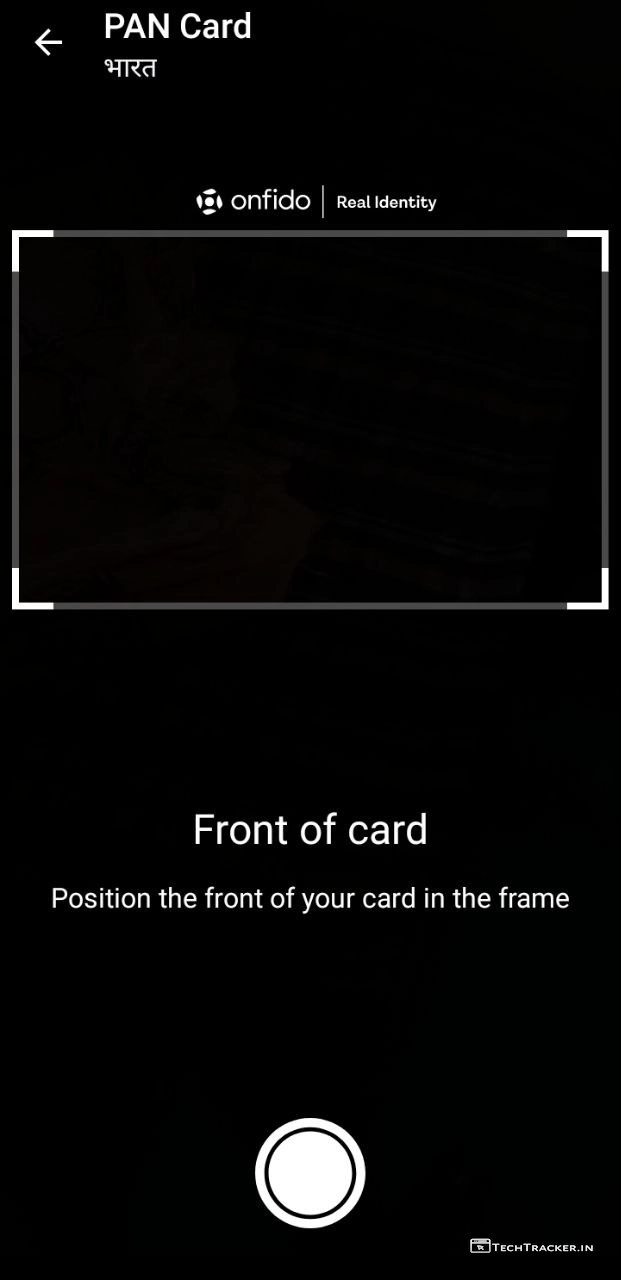 PAN Card
भारत
onfido | Real Identity
Front of card
Position the front of your card in the frame
TECHTRACKER.IN